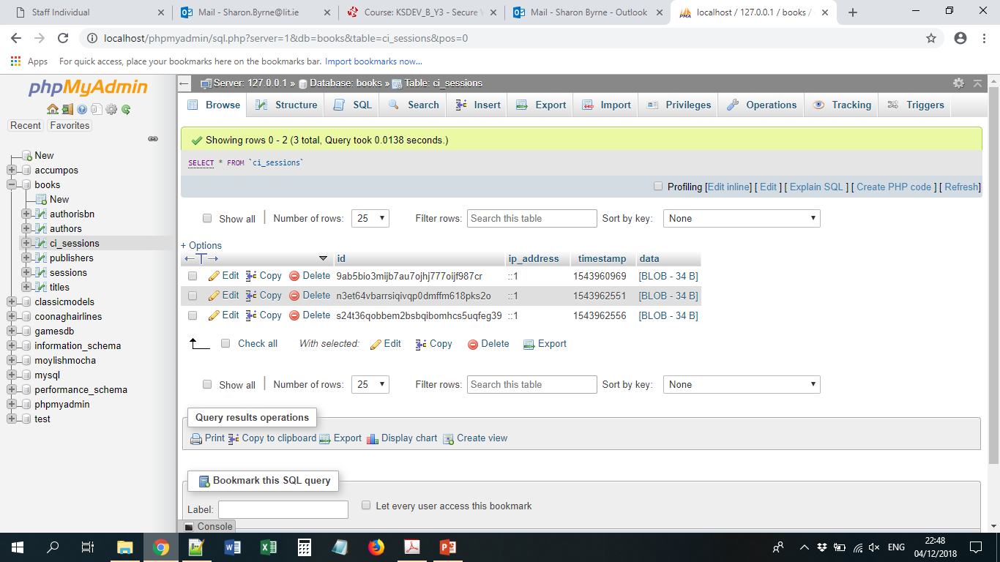 Staff Individual
Mail - Sharon.Byrne@lit.ie
Course: KSDEV_B_Y3 - Secure
Mail - Sharon Byrne - Outlook
localhost / 127.0.0.1 / books /
localhost/phpmyadmin/sql.php?server=1&db=books&table=ci_sessions&pos=0
Apps For quick access, place your bookmarks here on the bookmarks bar. Import bookmarks now...
phpMyAdmin
Recent Favorites
New
accumpos
books
New
authorisbn
authors
ci_sessions
publishers
sessions
titles
classicmodels
coonaghairlines
gamesdb
information_schema
moylishmocha
mysql
performance_schema
phpmyadmin
test
Server: 127.0.0.1 » Database: books » Table: ci_sessions
Browse Structure SQL Search Insert Export Import Privileges Operations Tracking Triggers
Showing rows 0 - 2 (3 total, Query took 0.0138 seconds.)
SELECT * FROM `ci_sessions`
Profiling [Edit inline] [ Edit ] [ Explain SQL ] [ Create PHP code ] [ Refresh]
Show all | Number of rows: 25 Filter rows: Search this table Sort by key: None
+ Options
←T→ id ip_address timestamp data
Edit Copy Delete 9ab5bio3mijb7au7ojhj777oijf987cr ::1 1543960969 [BLOB - 34 B]
Edit Copy Delete n3et64vbarrsiqivqp0dmffm618pks2o ::1 1543962551 [BLOB - 34 B]
Edit Copy Delete s24t36qobbem2bsbqibomhcs5uqfeg39 ::1 1543962556 [BLOB - 34 B]
Check all With selected: Edit Copy Delete Export
Show all | Number of rows: 25 Filter rows: Search this table Sort by key: None
Query results operations
Print Copy to clipboard Export Display chart Create view
Bookmark this SQL query
Label: Let every user access this bookmark
Console
ENG
22:48
04/12/2018